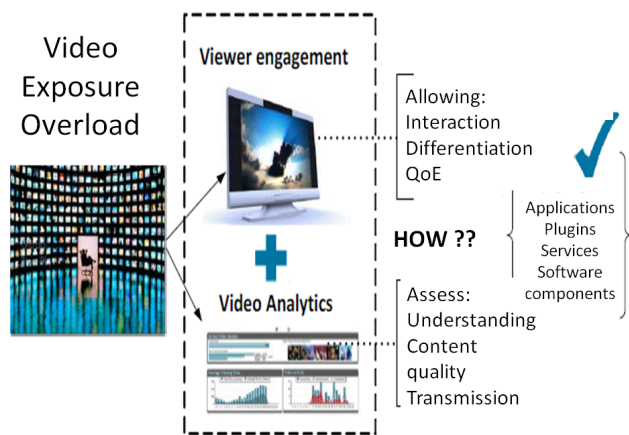 Video
Exposure
Overload
Viewer engagement
Video Analytics
Allowing:
Interaction
Differentiation
QoE
HOW ??
Applications
Plugins
Services
Software
components
Assess:
Understanding
Content
quality
Transmission